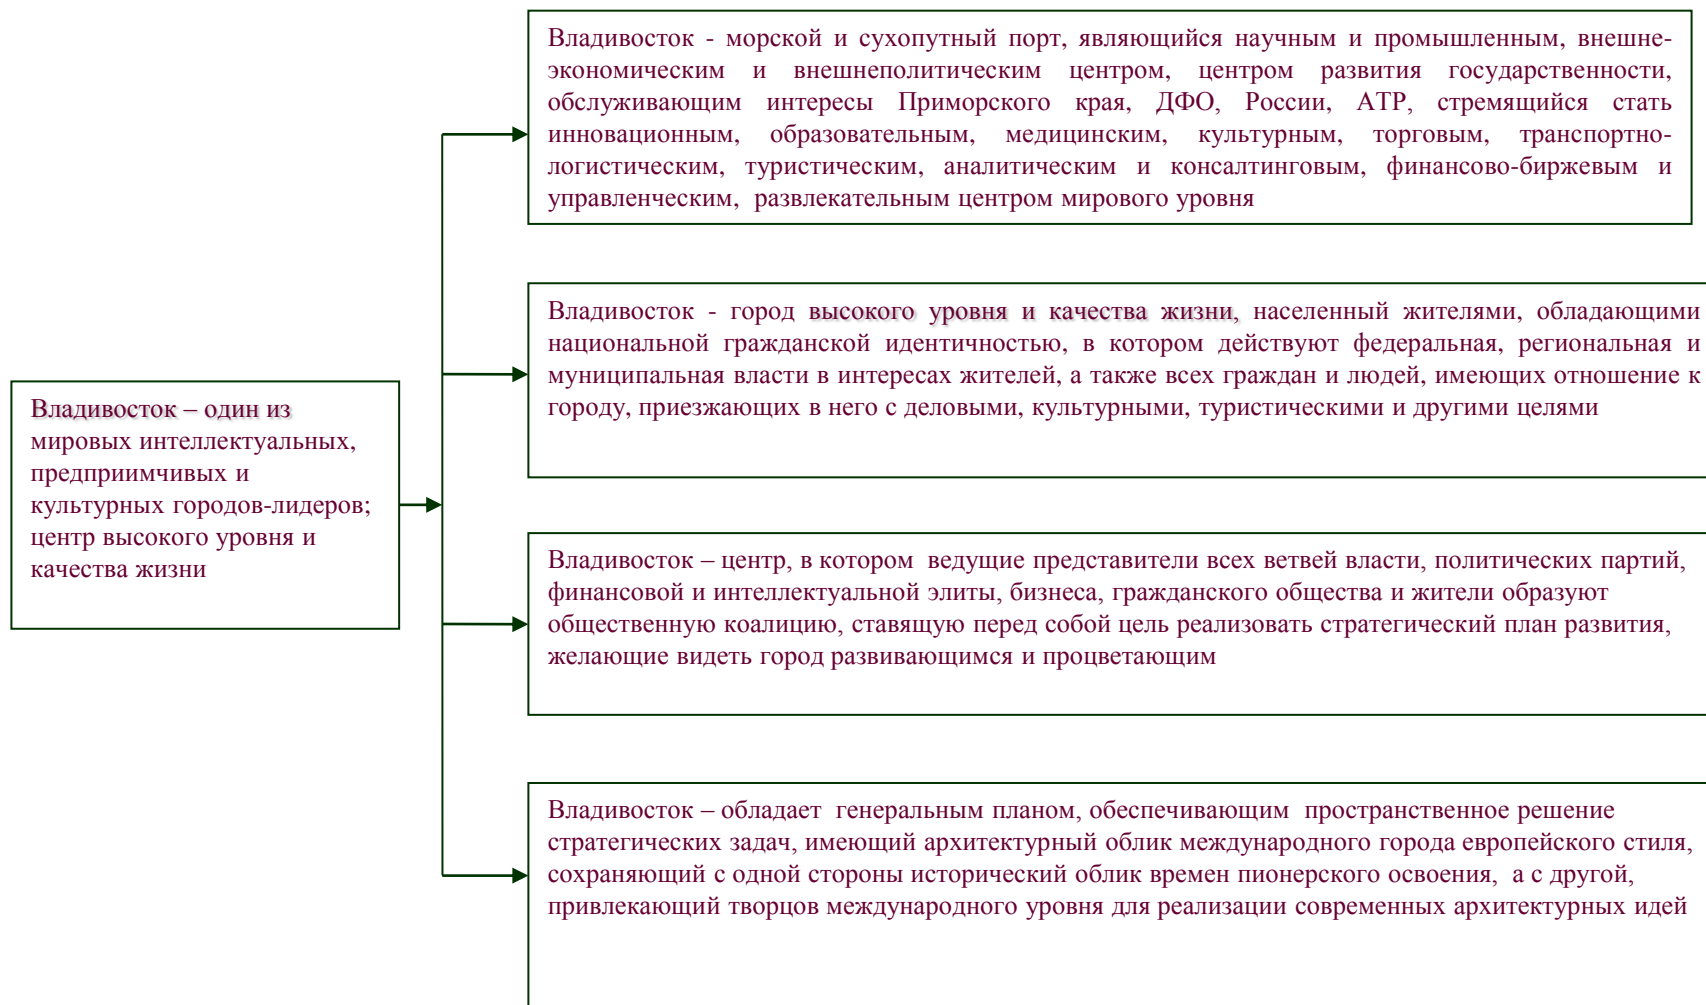 Владивосток – один из
мировых интеллектуальных,
предприимчивых и
культурных городов-лидеров;
центр высокого уровня и
качества жизни
Владивосток - морской и сухопутный порт, являющийся научным и промышленным, внешне-
экономическим и внешнеполитическим центром, центром развития государственности,
обслуживающим интересы Приморского края, ДФО, России, АТР, стремящийся стать
инновационным, образовательным, медицинским, культурным, торговым, транспортно-
логистическим, туристическим, аналитическим и консалтинговым, финансово-биржевым и
управленческим, развлекательным центром мирового уровня
Владивосток - город высокого уровня и качества жизни, населенный жителями, обладающими
национальной гражданской идентичностью, в котором действуют федеральная, региональная и
муниципальная власти в интересах жителей, а также всех граждан и людей, имеющих отношение к
городу, приезжающих в него с деловыми, культурными, туристическими и другими целями
Владивосток – центр, в котором ведущие представители всех ветвей власти, политических партий,
финансовой и интеллектуальной элиты, бизнеса, гражданского общества и жители образуют
общественную коалицию, ставящую перед собой цель реализовать стратегический план развития,
желающие видеть город развивающимся и процветающим
Владивосток – обладает генеральным планом, обеспечивающим пространственное решение
стратегических задач, имеющий архитектурный облик международного города европейского стиля,
сохраняющий с одной стороны исторический облик времен пионерского освоения, а с другой,
привлекающий творцов международного уровня для реализации современных архитектурных идей